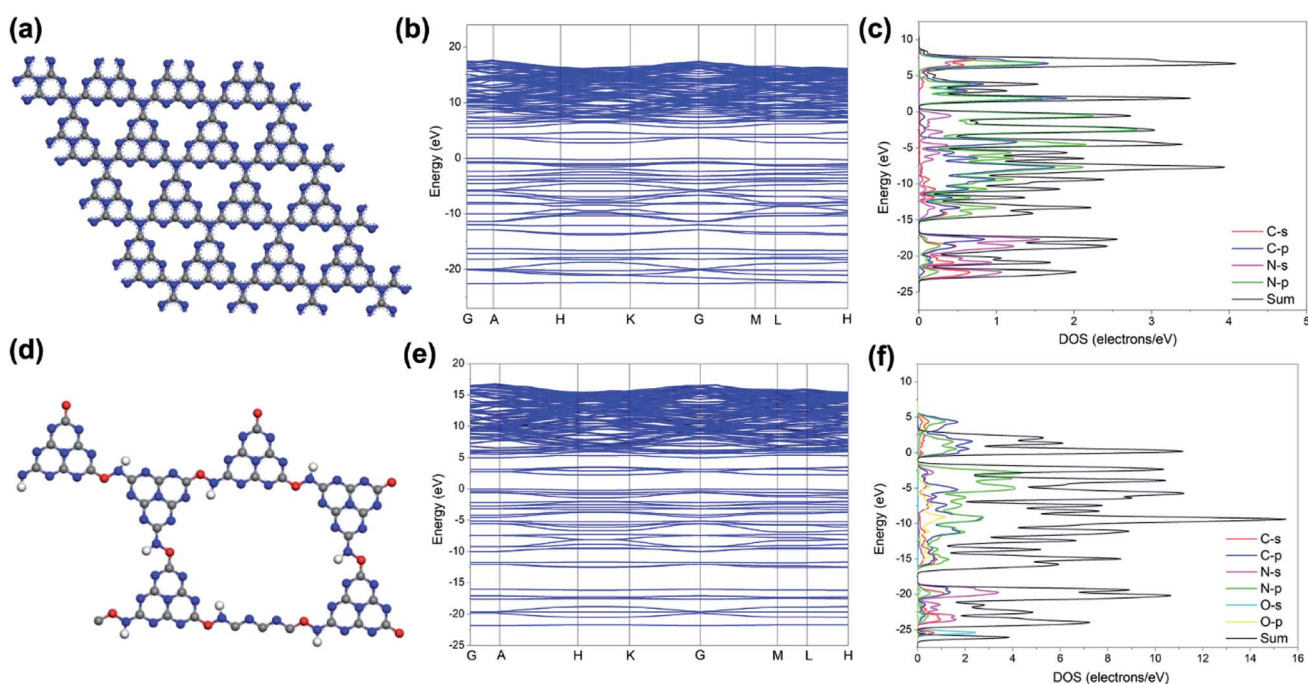 (a)
(b)
Energy (eV)
20
10
0
-10
-20
G A H K G M L H
(c)
Energy (eV)
10
5
0
-5
-10
-15
-20
-25
C-s
C-p
N-s
N-p
Sum
0 1 2 3 4 5
DOS (electrons/eV)
(d)
(e)
Energy (eV)
20
15
10
5
0
-5
-10
-15
-20
-25
G A H K G M L H
(f)
Energy (eV)
10
5
0
-5
-10
-15
-20
-25
C-s
C-p
N-s
N-p
O-s
O-p
Sum
0 2 4 6 8 10 12 14 16
DOS (electrons/eV)